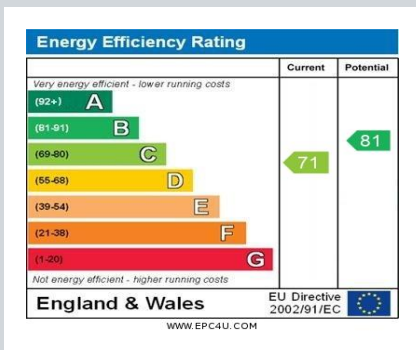 Energy Efficiency Rating
Current Potential
Very energy efficient - lower running costs
(92+) A
(81-91) B
81
(69-80) C
71
(55-68) D
(39-54) E
(21-38) F
(1-20) G
Not energy efficient - higher running costs
England & Wales
EU Directive
2002/91/EC
WWW.EPC4U.COM